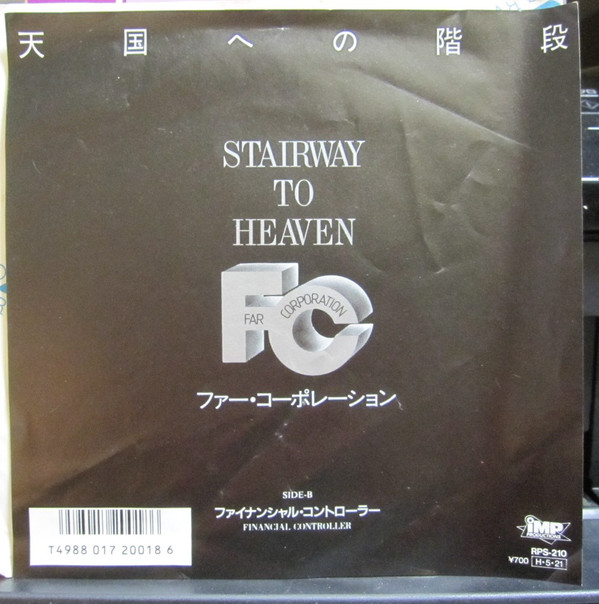 天国への階段
STAIRWAY
TO
HEAVEN
FC
FAR CORPORATION
ファー・コーポレーション
SIDE-B
ファイナンシャル・コントローラー
FINANCIAL CONTROLLER
T4988 017 20018 6
IMP
PRODUCTIONS
RPS-210
¥700 H・5・21